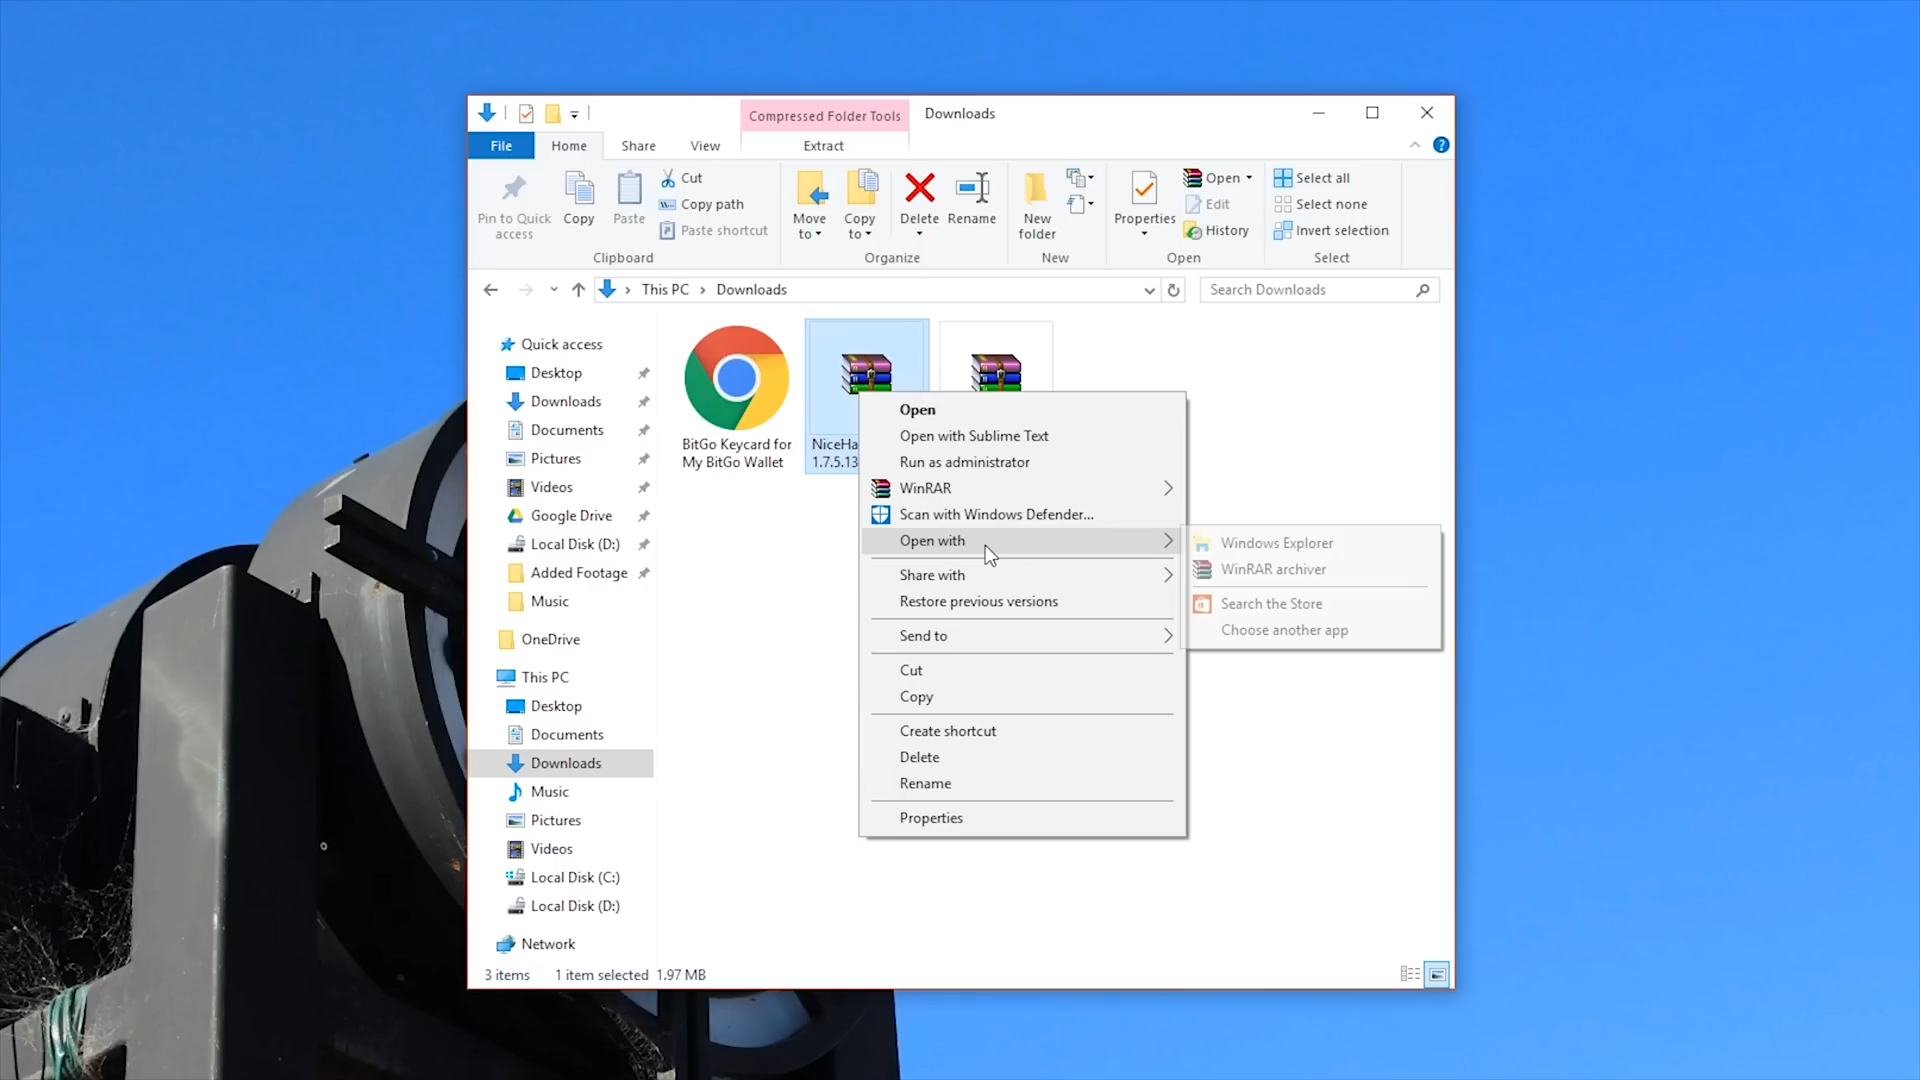 Compressed Folder Tools
Downloads
File
Home
Share
View
Extract
Pin to Quick
access
Copy
Paste
Cut
Copy path
Paste shortcut
Clipboard
Move
to
Copy
to
Delete
Rename
Organize
New
folder
New
Properties
Open
Edit
History
Open
Select all
Select none
Invert selection
Select
This PC
Downloads
Search Downloads
Quick access
Desktop
Downloads
Documents
Pictures
Videos
Google Drive
Local Disk (D:)
Added Footage
Music
OneDrive
This PC
Desktop
Documents
Downloads
Music
Pictures
Videos
Local Disk (C:)
Local Disk (D:)
Network
BitGo Keycard for
My BitGo Wallet
NiceHa
1.7.5.13
Open
Open with Sublime Text
Run as administrator
WinRAR
Scan with Windows Defender...
Open with
Share with
Restore previous versions
Send to
Cut
Copy
Create shortcut
Delete
Rename
Properties
Windows Explorer
WinRAR archiver
Search the Store
Choose another app
3 items
1 item selected
1.97 MB